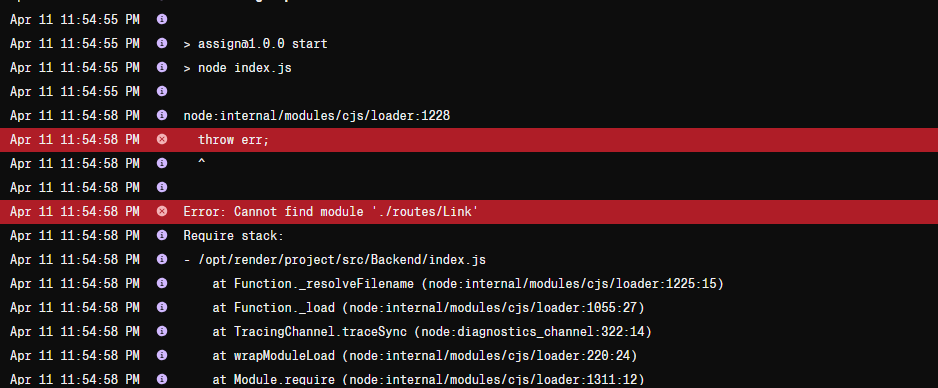 Apr 11 11:54:55 PM
Apr 11 11:54:55 PM > assign@1.0.0 start
Apr 11 11:54:55 PM > node index.js
Apr 11 11:54:55 PM
Apr 11 11:54:58 PM node:internal/modules/cjs/loader:1228
Apr 11 11:54:58 PM throw err;
Apr 11 11:54:58 PM ^
Apr 11 11:54:58 PM
Apr 11 11:54:58 PM Error: Cannot find module './routes/Link'
Apr 11 11:54:58 PM Require stack:
Apr 11 11:54:58 PM - /opt/render/project/src/Backend/index.js
Apr 11 11:54:58 PM at Function._resolveFilename (node:internal/modules/cjs/loader:1225:15)
Apr 11 11:54:58 PM at Function._load (node:internal/modules/cjs/loader:1055:27)
Apr 11 11:54:58 PM at TracingChannel.traceSync (node:diagnostics_channel:322:14)
Apr 11 11:54:58 PM at wrapModuleLoad (node:internal/modules/cjs/loader:220:24)
Apr 11 11:54:58 PM at Module.require (node:internal/modules/cjs/loader:1311:12)